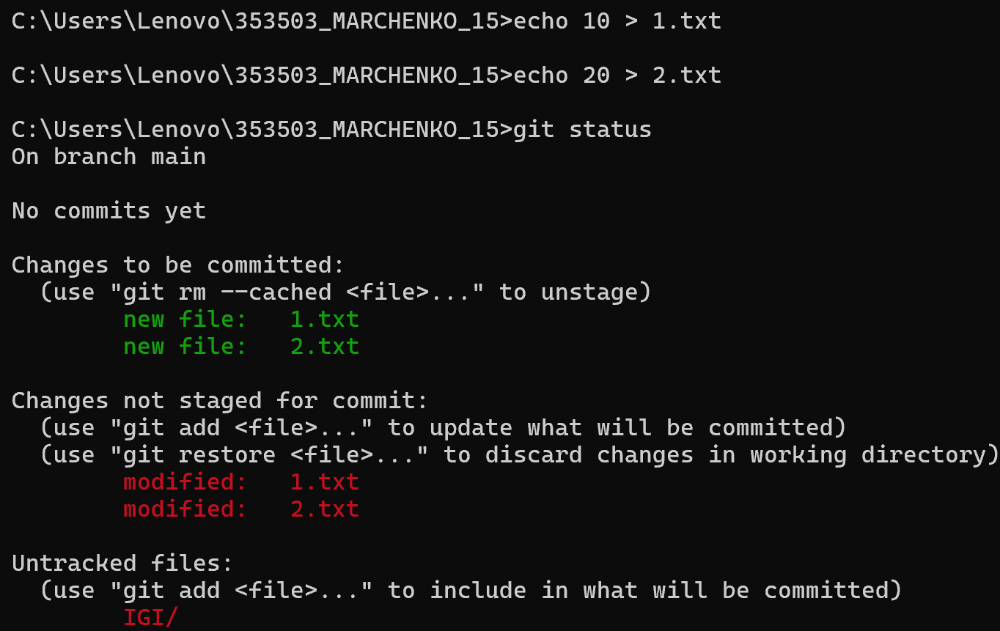 C:\Users\Lenovo\353503_MARCHENKO_15>echo 10 > 1.txt
C:\Users\Lenovo\353503_MARCHENKO_15>echo 20 > 2.txt
C:\Users\Lenovo\353503_MARCHENKO_15>git status
On branch main
No commits yet
Changes to be committed:
  (use "git rm --cached <file>..." to unstage)
        new file:   1.txt
        new file:   2.txt
Changes not staged for commit:
  (use "git add <file>..." to update what will be committed)
  (use "git restore <file>..." to discard changes in working directory)
        modified:   1.txt
        modified:   2.txt
Untracked files:
  (use "git add <file>..." to include in what will be committed)
        IGI/